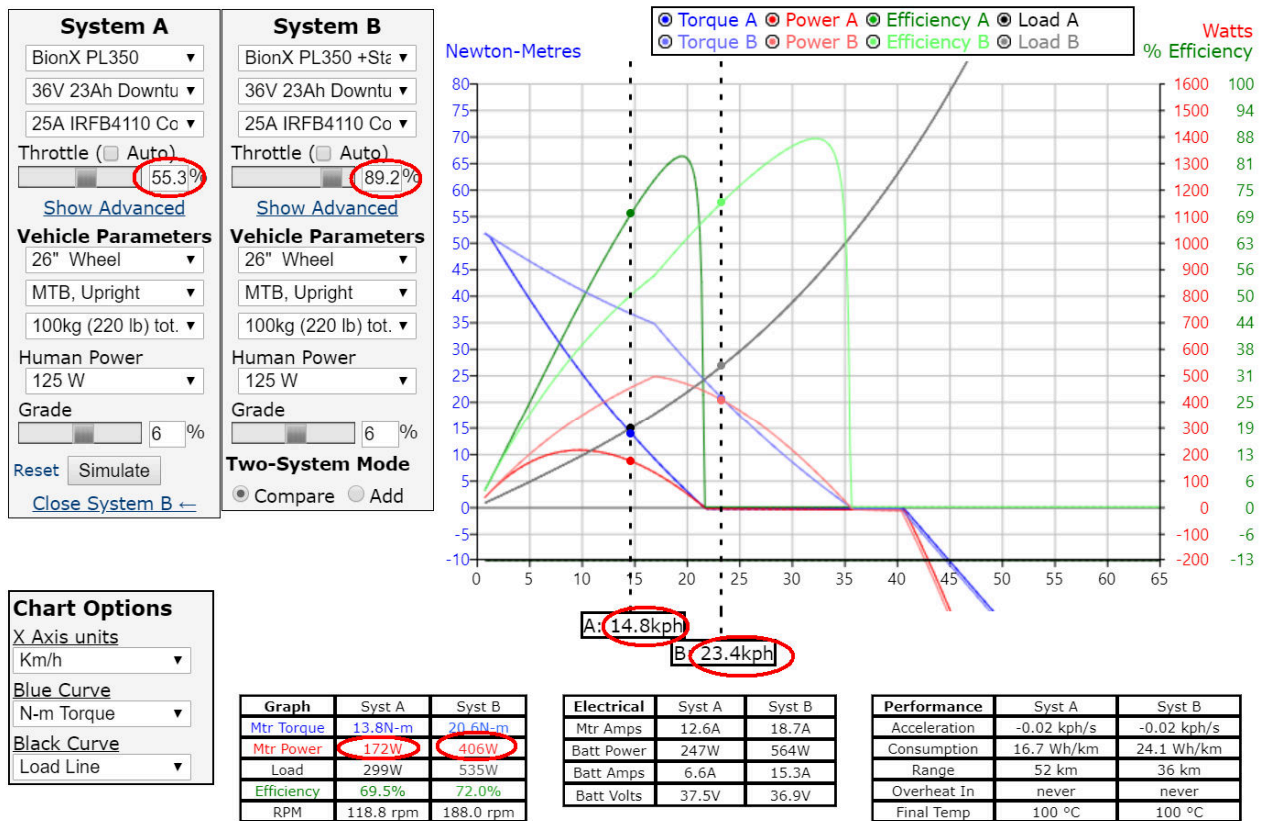 System A
BionX PL350 ▼
36V 23Ah Downtu ▼
25A IRFB4110 Co ▼
Throttle ( Auto)
55.3%
Show Advanced
Vehicle Parameters
26" Wheel ▼
MTB, Upright ▼
100kg (220 lb) tot. ▼
Human Power
125 W ▼
Grade
6 %
Reset Simulate
Close System B ←
System B
BionX PL350 +Sta ▼
36V 23Ah Downtu ▼
25A IRFB4110 Co ▼
Throttle ( Auto)
89.2%
Show Advanced
Vehicle Parameters
26" Wheel ▼
MTB, Upright ▼
100kg (220 lb) tot. ▼
Human Power
125 W ▼
Grade
6 %
Two-System Mode
Compare Add
Torque A Power A Efficiency A Load A
Torque B Power B Efficiency B Load B
Newton-Metres
Watts
% Efficiency
80 1600 100
75 1500 94
70 1400 88
65 1300 81
60 1200 75
55 1100 69
50 1000 63
45 900 56
40 800 50
35 700 44
30 600 38
25 500 31
20 400 25
15 300 19
10 200 13
5 100 6
0 0 0
-5 -100 -6
-10 -200 -13
0 5 10 15 20 25 30 35 40 45 50 55 60 65
A: 14.8kph
B: 23.4kph
Chart Options
X Axis units
Km/h ▼
Blue Curve
N-m Torque ▼
Black Curve
Load Line ▼
Graph Syst A Syst B
Mtr Torque 13.8N-m 20.6N-m
Mtr Power 172W 406W
Load 299W 535W
Efficiency 69.5% 72.0%
RPM 118.8 rpm 188.0 rpm
Electrical Syst A Syst B
Mtr Amps 12.6A 18.7A
Batt Power 247W 564W
Batt Amps 6.6A 15.3A
Batt Volts 37.5V 36.9V
Performance Syst A Syst B
Acceleration -0.02 kph/s -0.02 kph/s
Consumption 16.7 Wh/km 24.1 Wh/km
Range 52 km 36 km
Overheat In never never
Final Temp 100 °C 100 °C